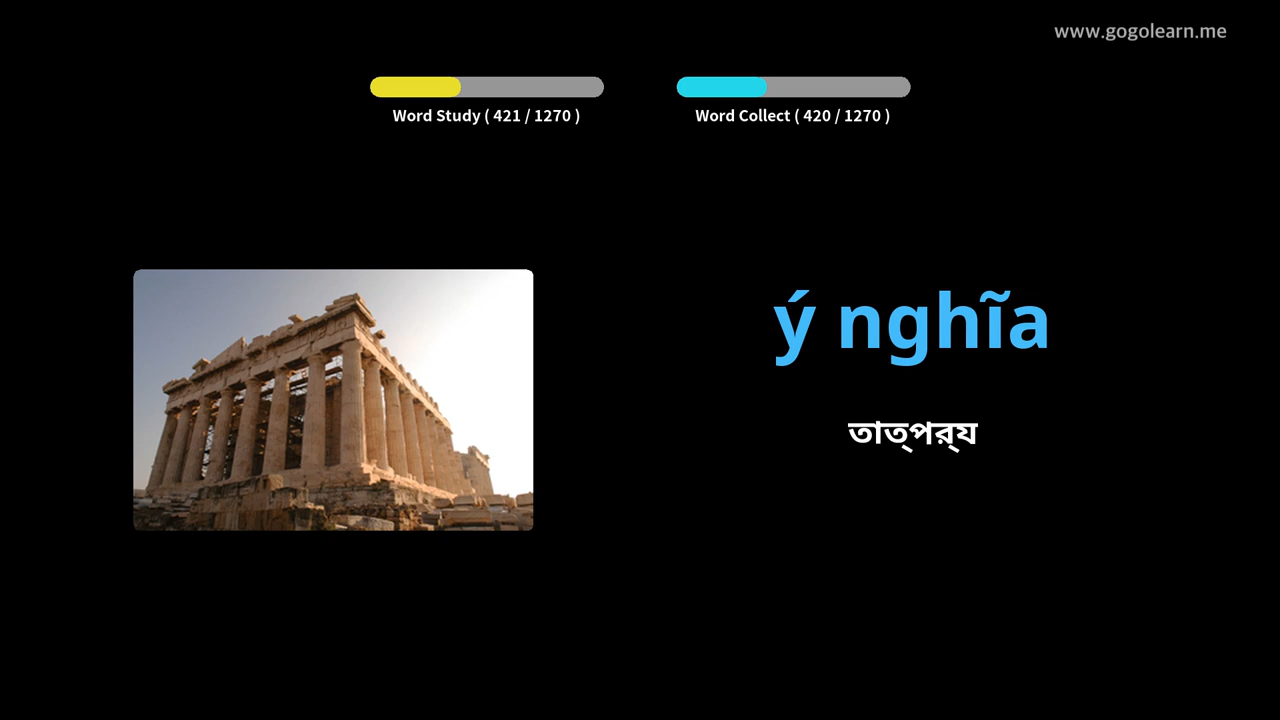 www.gogolearn.me
Word Study ( 421 / 1270 )
Word Collect ( 420 / 1270 )
ý nghĩa
তাত্পর্য